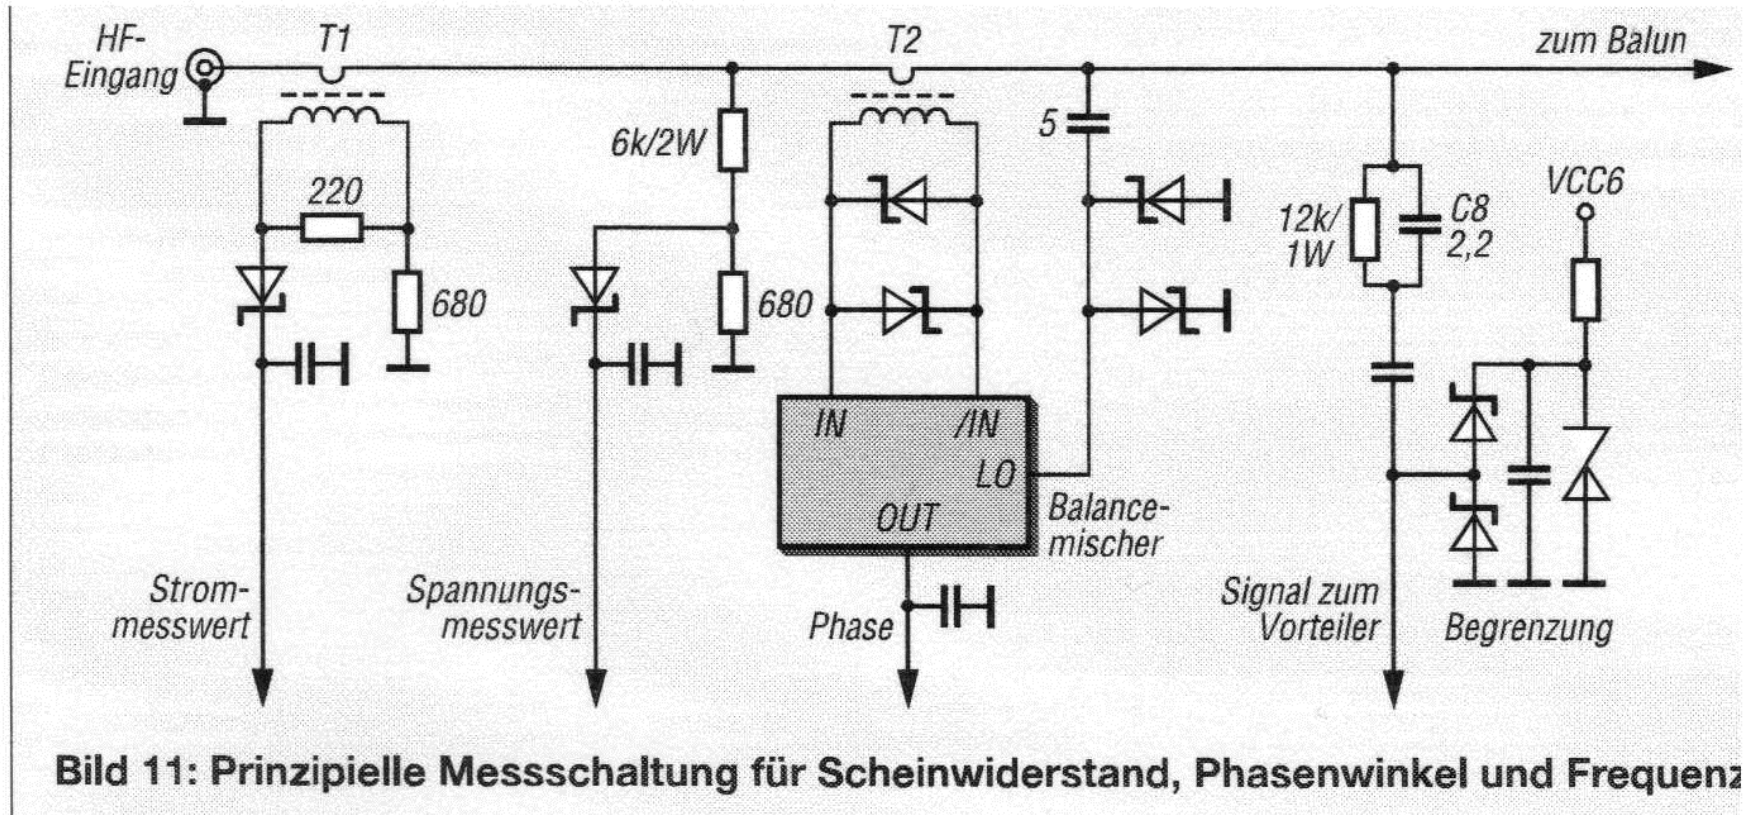 HF-
Eingang
T1
T2
zum Balun
6k/2W
5
220
680
680
12k/
1W
C8
2,2
VCC6
IN
/IN
LO
OUT
Balance-
mischer
Strom-
messwert
Spannungs-
messwert
Phase
Signal zum
Vorteiler
Begrenzung
Bild 11: Prinzipielle Messschaltung für Scheinwiderstand, Phasenwinkel und Frequenz